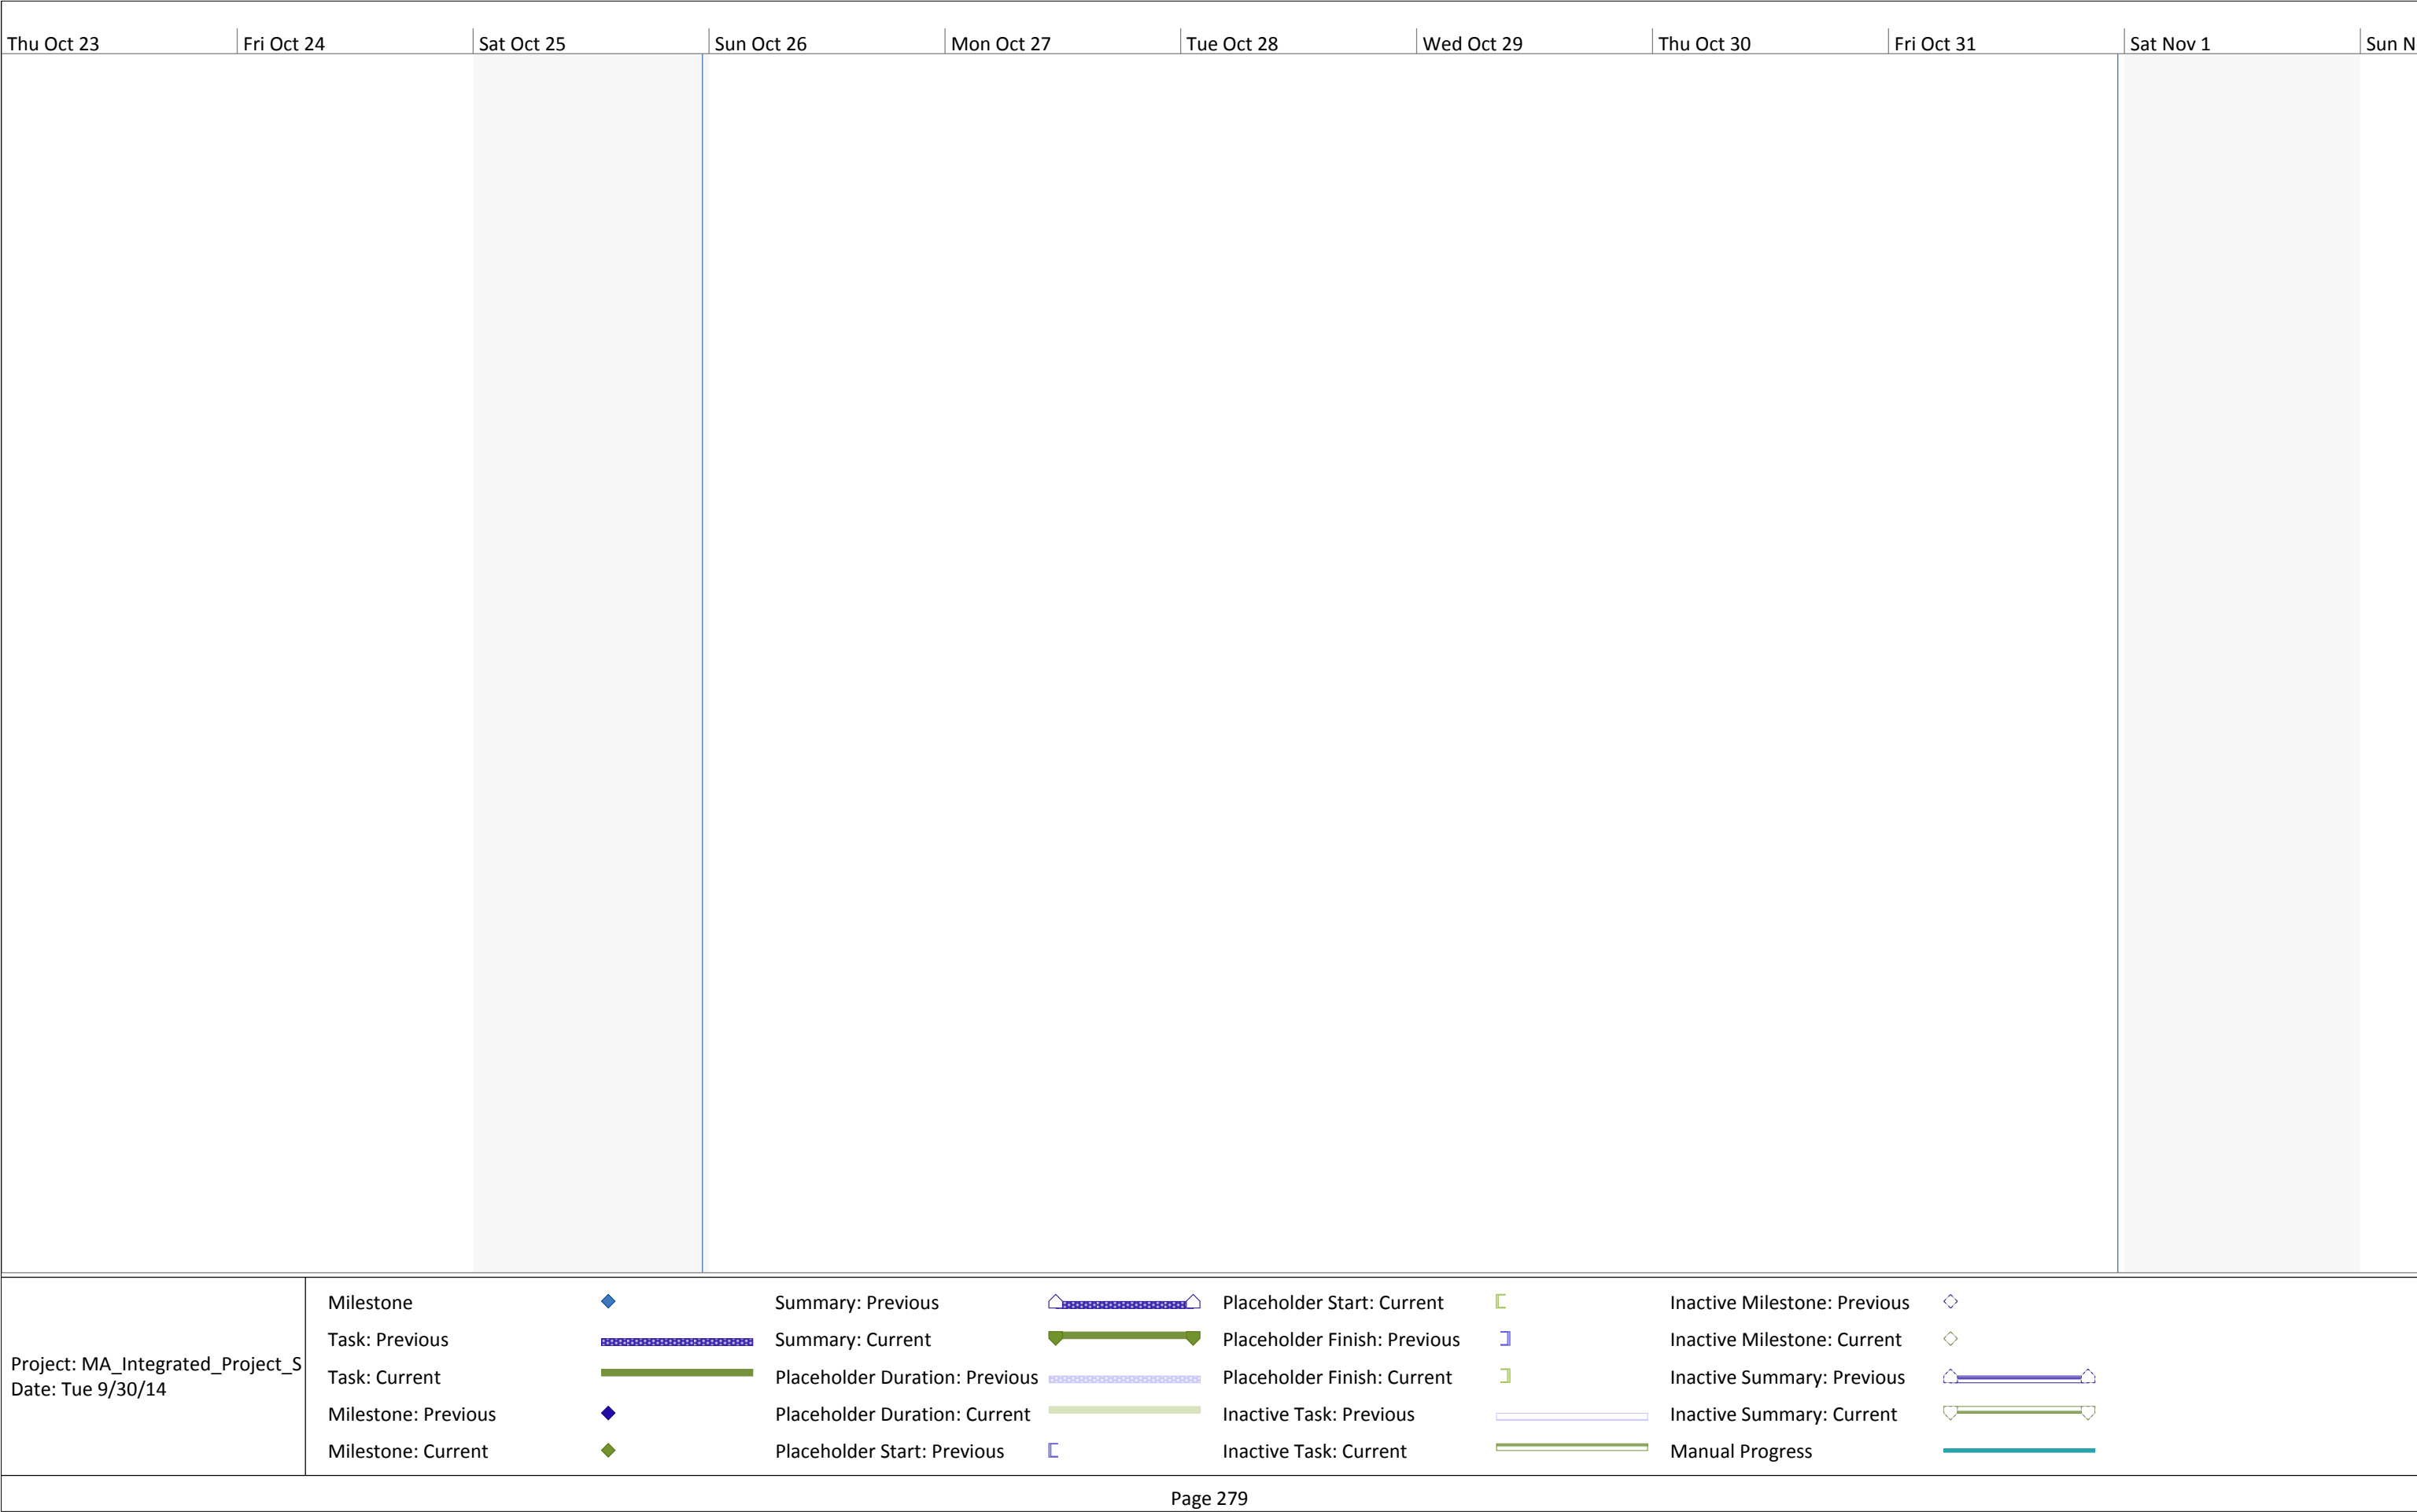 Thu Oct 23 Fri Oct 24 Sat Oct 25 Sun Oct 26 Mon Oct 27 Tue Oct 28 Wed Oct 29 Thu Oct 30 Fri Oct 31 Sat Nov 1 Sun N
Project: MA_Integrated_Project_S
Date: Tue 9/30/14
Milestone
Task: Previous
Task: Current
Milestone: Previous
Milestone: Current
Summary: Previous
Summary: Current
Placeholder Duration: Previous
Placeholder Duration: Current
Placeholder Start: Previous
Placeholder Start: Current
Placeholder Finish: Previous
Placeholder Finish: Current
Inactive Task: Previous
Inactive Task: Current
Inactive Milestone: Previous
Inactive Milestone: Current
Inactive Summary: Previous
Inactive Summary: Current
Manual Progress
Page 279